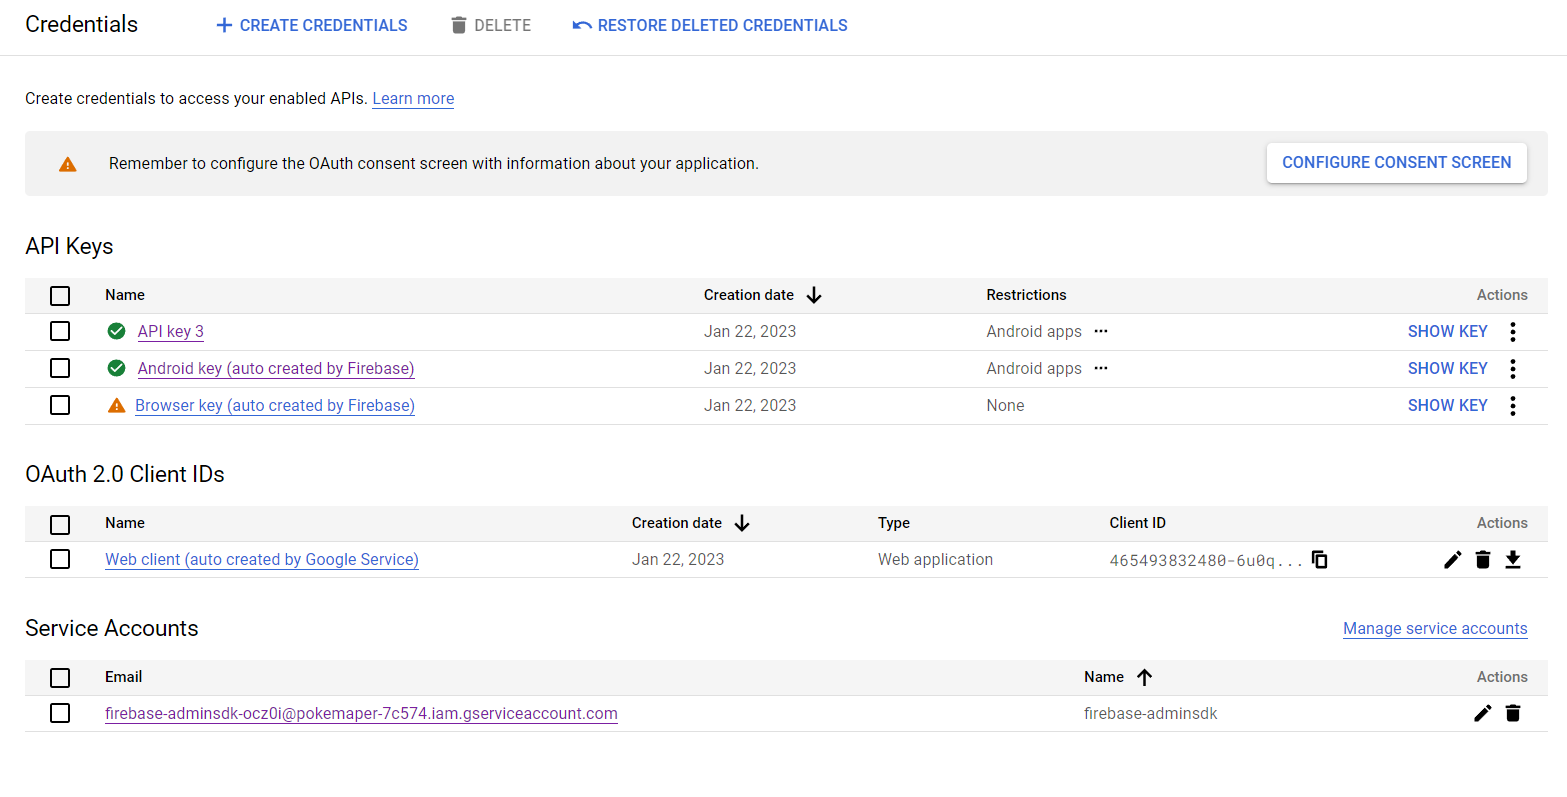 Credentials CREATE CREDENTIALS DELETE RESTORE DELETED CREDENTIALS
Create credentials to access your enabled APIs. Learn more
Remember to configure the OAuth consent screen with information about your application. CONFIGURE CONSENT SCREEN
API Keys
Name Creation date Restrictions Actions
API key 3 Jan 22, 2023 Android apps ... SHOW KEY
Android key (auto created by Firebase) Jan 22, 2023 Android apps ... SHOW KEY
Browser key (auto created by Firebase) Jan 22, 2023 None SHOW KEY
OAuth 2.0 Client IDs
Name Creation date Type Client ID Actions
Web client (auto created by Google Service) Jan 22, 2023 Web application 465493832480-6u0q...
Service Accounts Manage service accounts
Email Name Actions
firebase-adminsdk-ocz0i@pokemaper-7c574.iam.gserviceaccount.com firebase-adminsdk